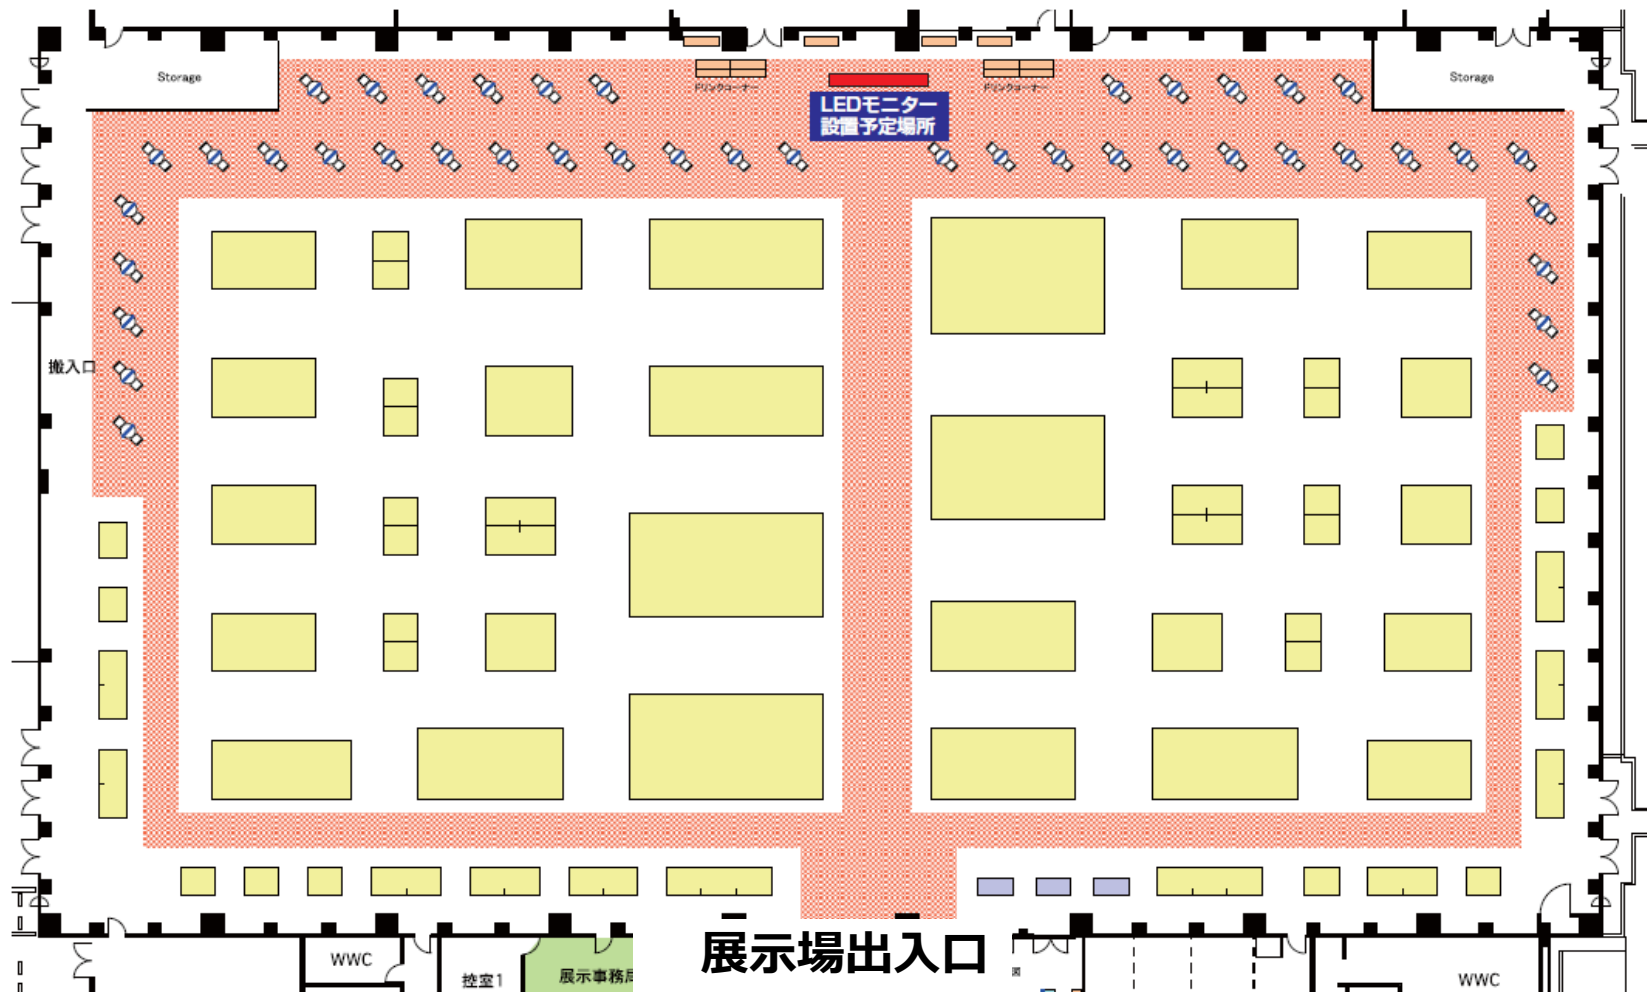 Storage
Storage
ドリンクコーナー
ドリンクコーナー
LEDモニター
設置予定場所
搬入口
WWC
控室1
展示事務局
展示場出入口
WWC